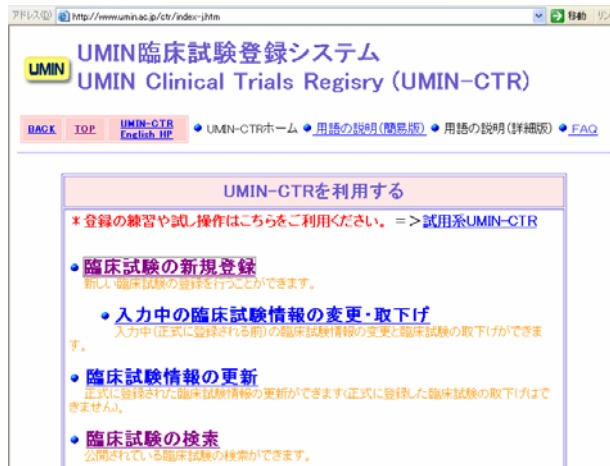 アドレス(D) http://www.umin.ac.jp/ctr/index-j.htm 移動
UMIN
UMIN臨床試験登録システム
UMIN Clinical Trials Regisry (UMIN-CTR)
BACK TOP UMIN-CTR English HP ●UMIN-CTRホーム ●用語の説明(簡易版) ●用語の説明(詳細版) ●FAQ
UMIN-CTRを利用する
*登録の練習や試し操作はこちらをご利用ください。=>試用系UMIN-CTR
●臨床試験の新規登録
新しい臨床試験の登録を行うことができます。
●入力中の臨床試験情報の変更・取下げ
入力中(正式に登録される前)の臨床試験情報の変更と臨床試験の取下げができま
す。
●臨床試験情報の更新
正式に登録された臨床試験情報の更新ができます(正式に登録した臨床試験の取下げはで
きません)。
●臨床試験の検索
公開されている臨床試験の検索ができます。